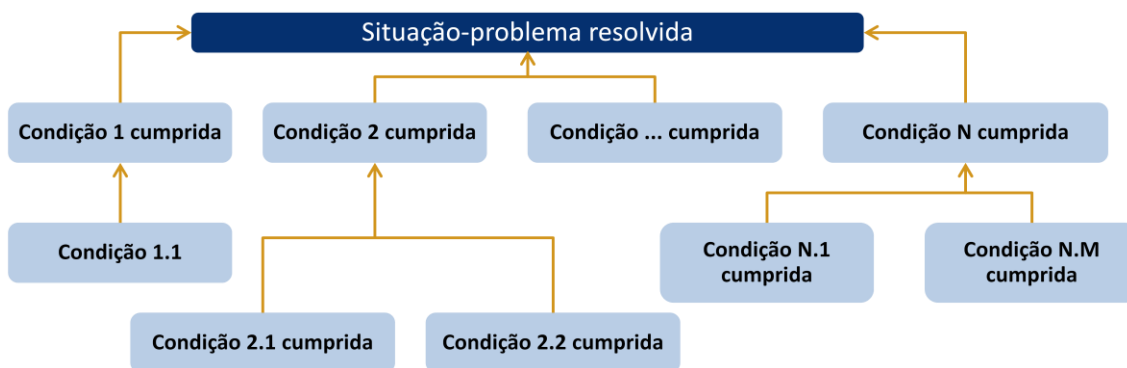 Situação-problema resolvida
Condição 1 cumprida
Condição 2 cumprida
Condição ... cumprida
Condição N cumprida
Condição 1.1
Condição N.1
cumprida
Condição N.M
cumprida
Condição 2.1 cumprida
Condição 2.2 cumprida